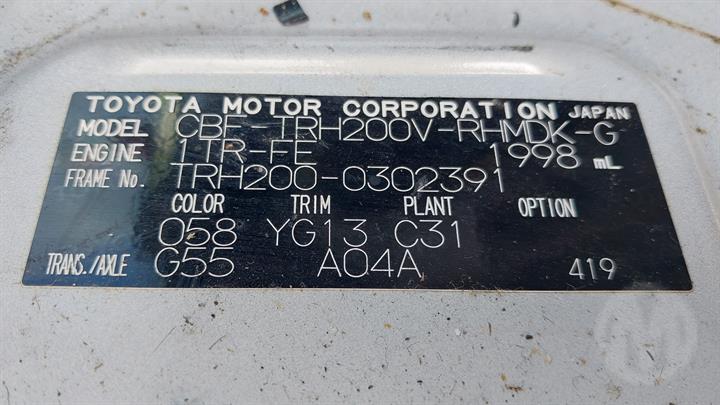 TOYOTA MOTOR CORPORATION JAPAN
MODEL CBF-TRH200V-RHMDK-G
ENGINE 1TR-FE 1998 mL
FRAME No. TRH200-0302391
COLOR TRIM PLANT OPTION
058 YG13 C31
TRANS./AXLE G55 A04A 419
M